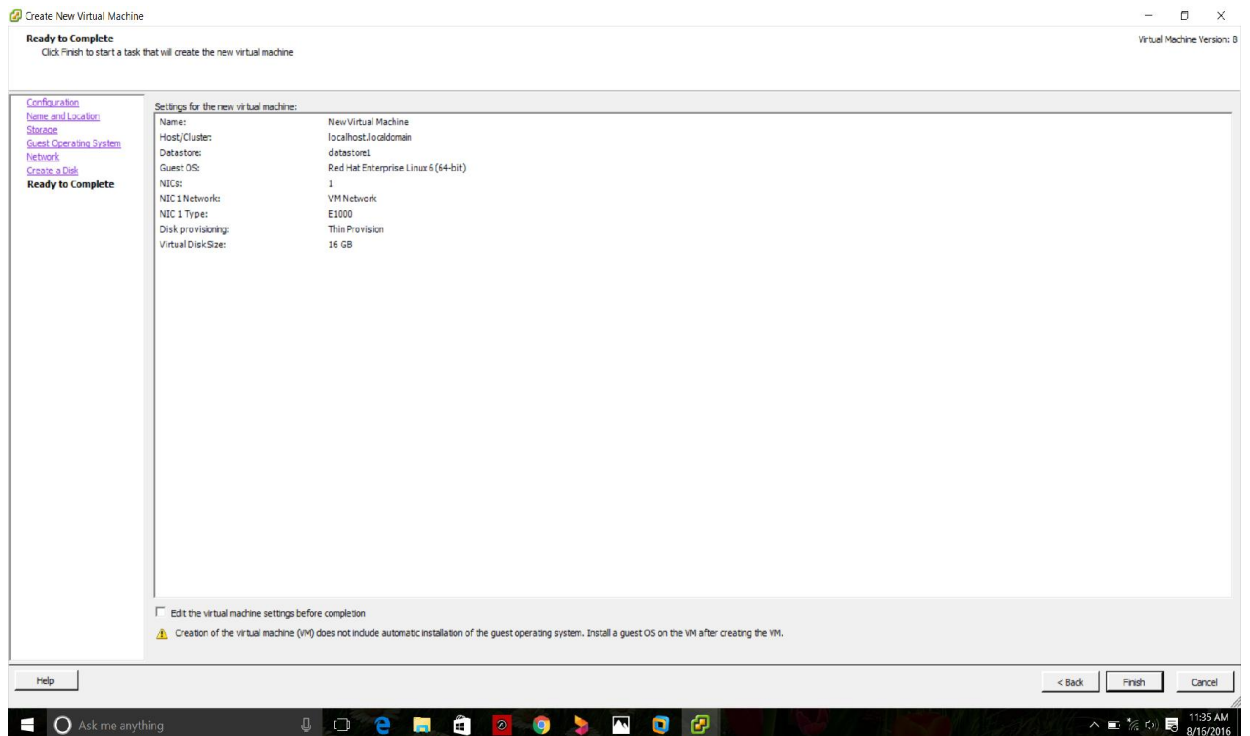 Create New Virtual Machine
Ready to Complete
Click Finish to start a task that will create the new virtual machine
Virtual Machine Version: 8
Configuration
Name and Location
Storage
Guest Operating System
Network
Create a Disk
Ready to Complete
Settings for the new virtual machine:
Name: New Virtual Machine
Host/Cluster: localhost.localdomain
Datastore: datastore1
Guest OS: Red Hat Enterprise Linux 6 (64-bit)
NICs: 1
NIC 1 Network: VM Network
NIC 1 Type: E1000
Disk provisioning: Thin Provision
Virtual Disk Size: 16 GB
Edit the virtual machine settings before completion
Creation of the virtual machine (VM) does not include automatic installation of the guest operating system. Install a guest OS on the VM after creating the VM.
Help
< Back
Finish
Cancel
Ask me anything
11:35 AM
8/16/2016